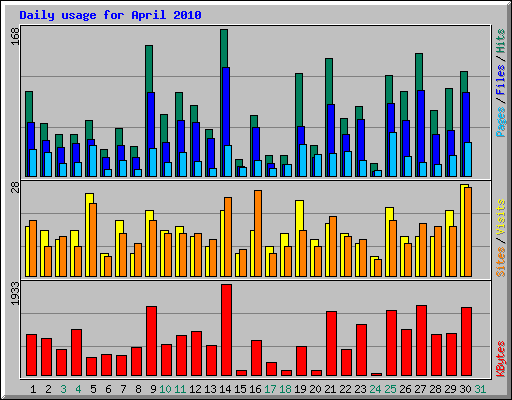 Daily usage for April 2010
168
Pages / Files / Hits
28
Sites / Visits
1933
KBytes
1 2 3 4 5 6 7 8 9 10 11 12 13 14 15 16 17 18 19 20 21 22 23 24 25 26 27 28 29 30 31